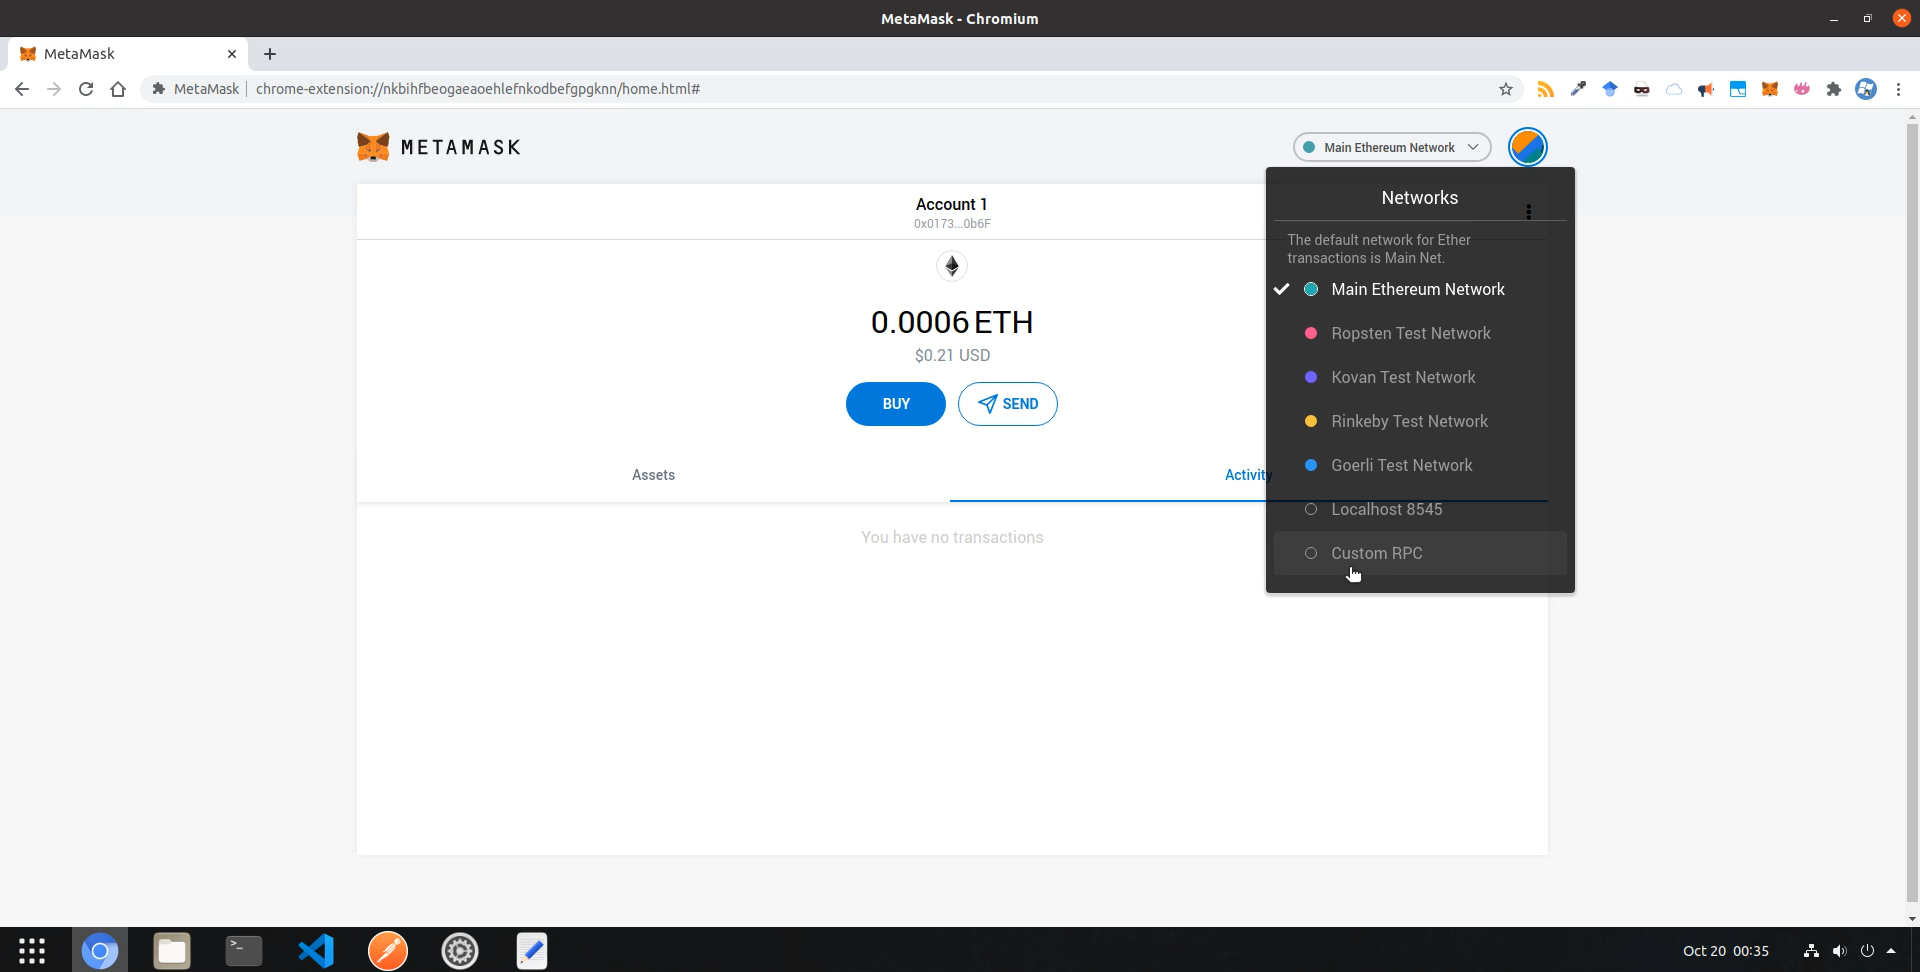 MetaMask - Chromium
MetaMask
MetaMask
chrome-extension://nkbihfbeogaeaoehlefnkodbefgpgknn/home.html#
METAMASK
Main Ethereum Network
Account 1
0x0173...0b6F
0.0006 ETH
$0.21 USD
BUY
SEND
Assets
Activity
You have no transactions
Networks
The default network for Ether
transactions is Main Net.
Main Ethereum Network
Ropsten Test Network
Kovan Test Network
Rinkeby Test Network
Goerli Test Network
Localhost 8545
Custom RPC
Oct 20 00:35